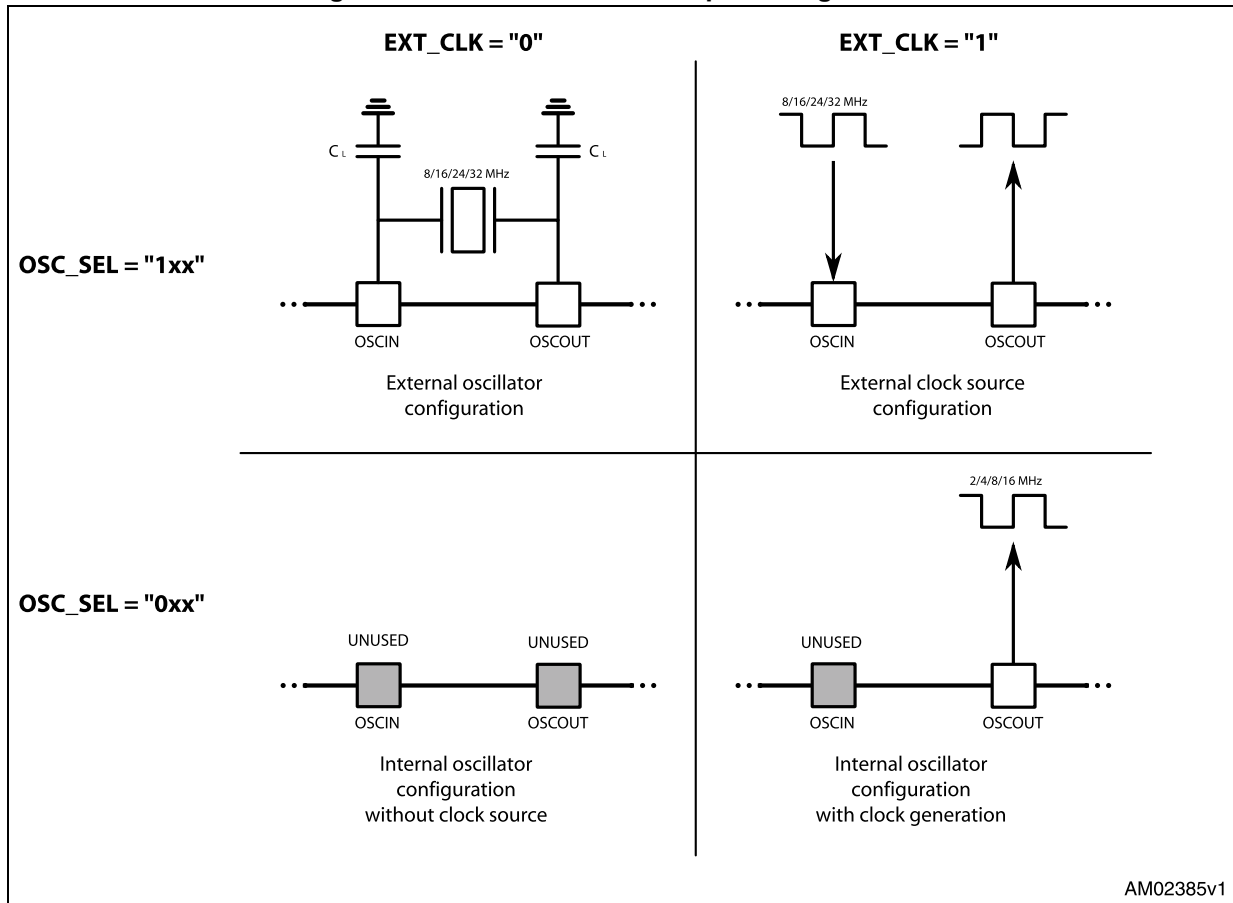 EXT_CLK = "0"
EXT_CLK = "1"
OSC_SEL = "1xx"
CL
CL
8/16/24/32 MHz
OSCIN
OSCOUT
External oscillator
configuration
8/16/24/32 MHz
OSCIN
OSCOUT
External clock source
configuration
OSC_SEL = "0xx"
UNUSED
UNUSED
OSCIN
OSCOUT
Internal oscillator
configuration
without clock source
2/4/8/16 MHz
UNUSED
OSCIN
OSCOUT
Internal oscillator
configuration
with clock generation
AM02385v1